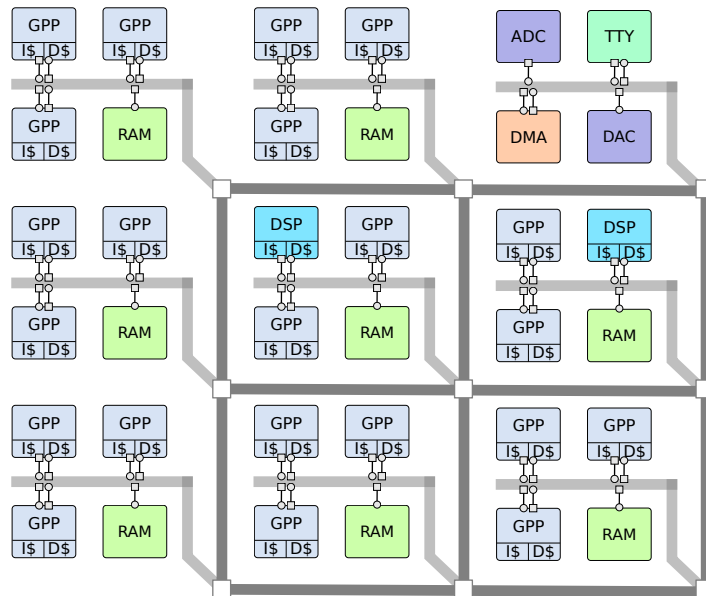 GPP GPP GPP GPP ADC TTY
I$ D$ I$ D$ I$ D$ I$ D$
GPP RAM GPP RAM DMA DAC
I$ D$ I$ D$
GPP GPP DSP GPP GPP DSP
I$ D$ I$ D$ I$ D$ I$ D$ I$ D$ I$ D$
GPP RAM GPP RAM GPP RAM
I$ D$ I$ D$ I$ D$
GPP GPP GPP GPP GPP GPP
I$ D$ I$ D$ I$ D$ I$ D$ I$ D$ I$ D$
GPP RAM GPP RAM GPP RAM
I$ D$ I$ D$ I$ D$